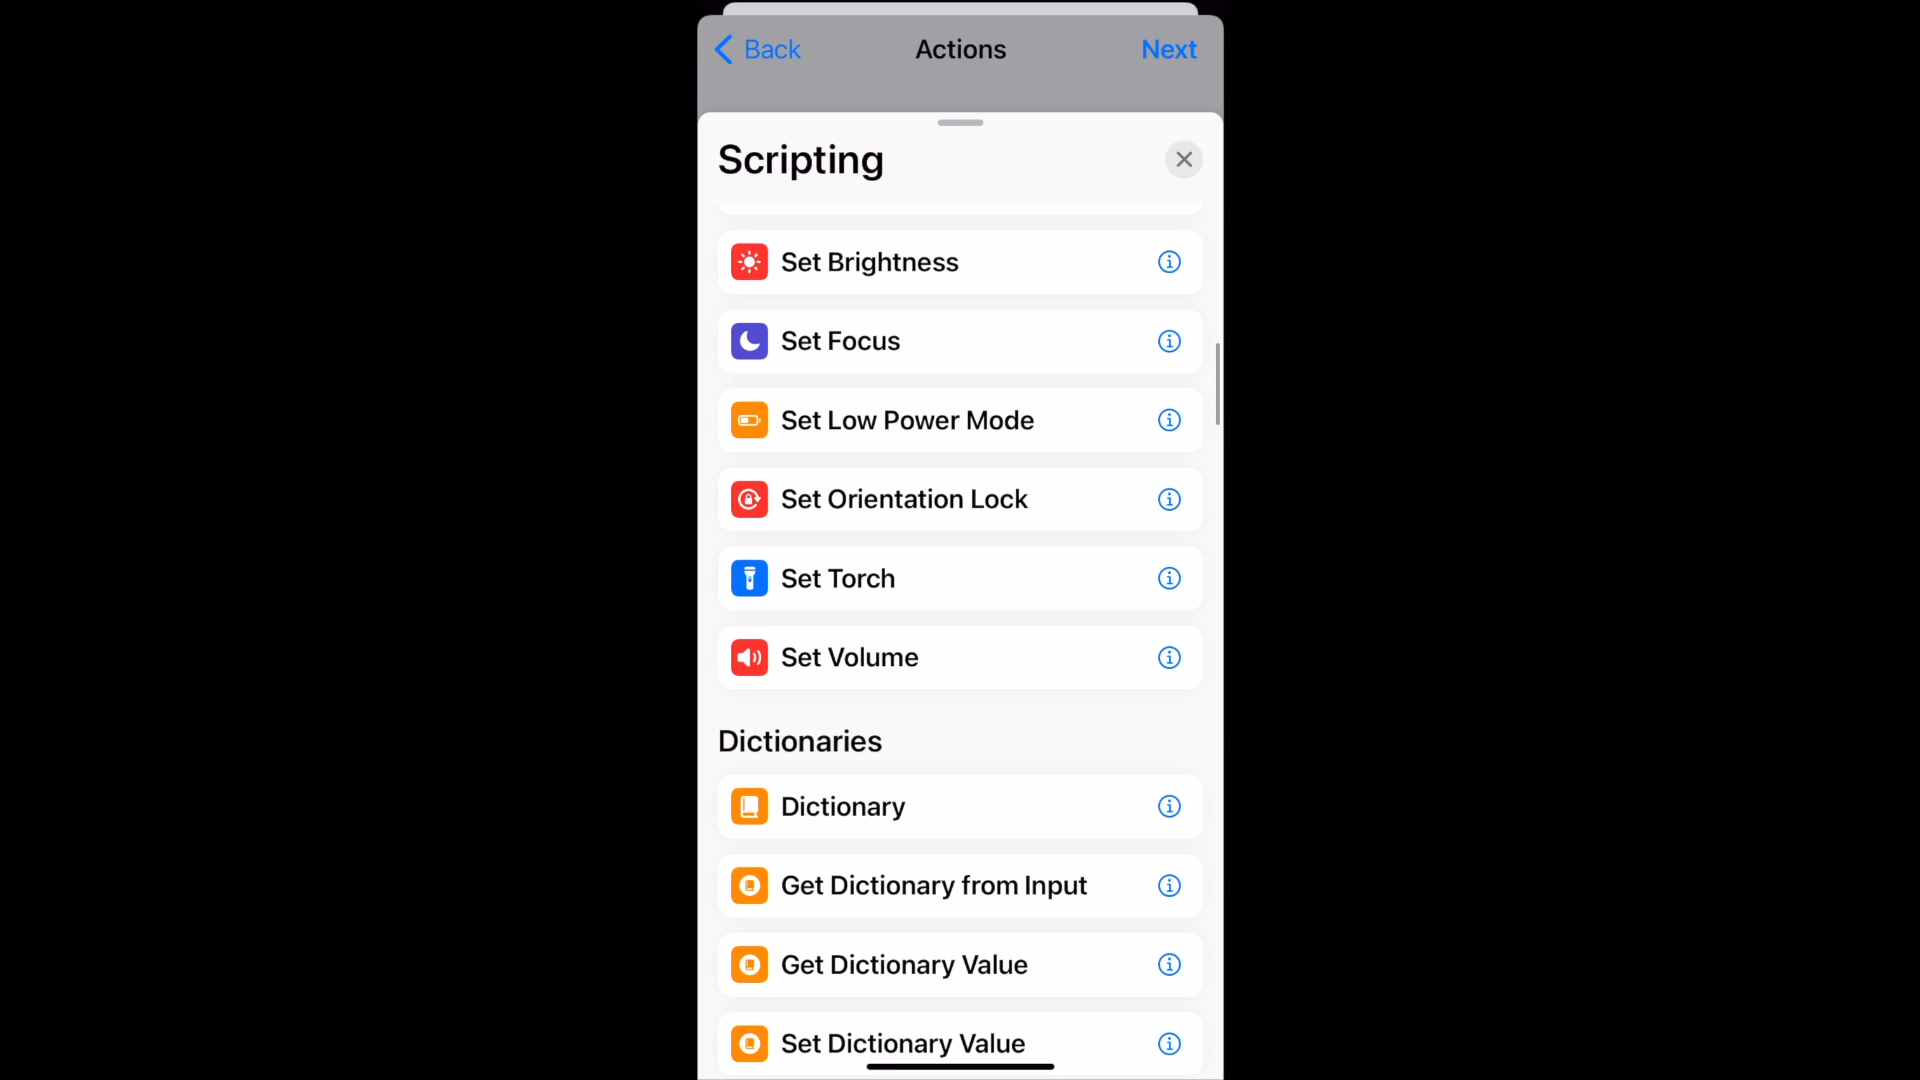 Back
Actions
Next
Scripting
Set Brightness
Set Focus
Set Low Power Mode
Set Orientation Lock
Set Torch
Set Volume
Dictionaries
Dictionary
Get Dictionary from Input
Get Dictionary Value
Set Dictionary Value